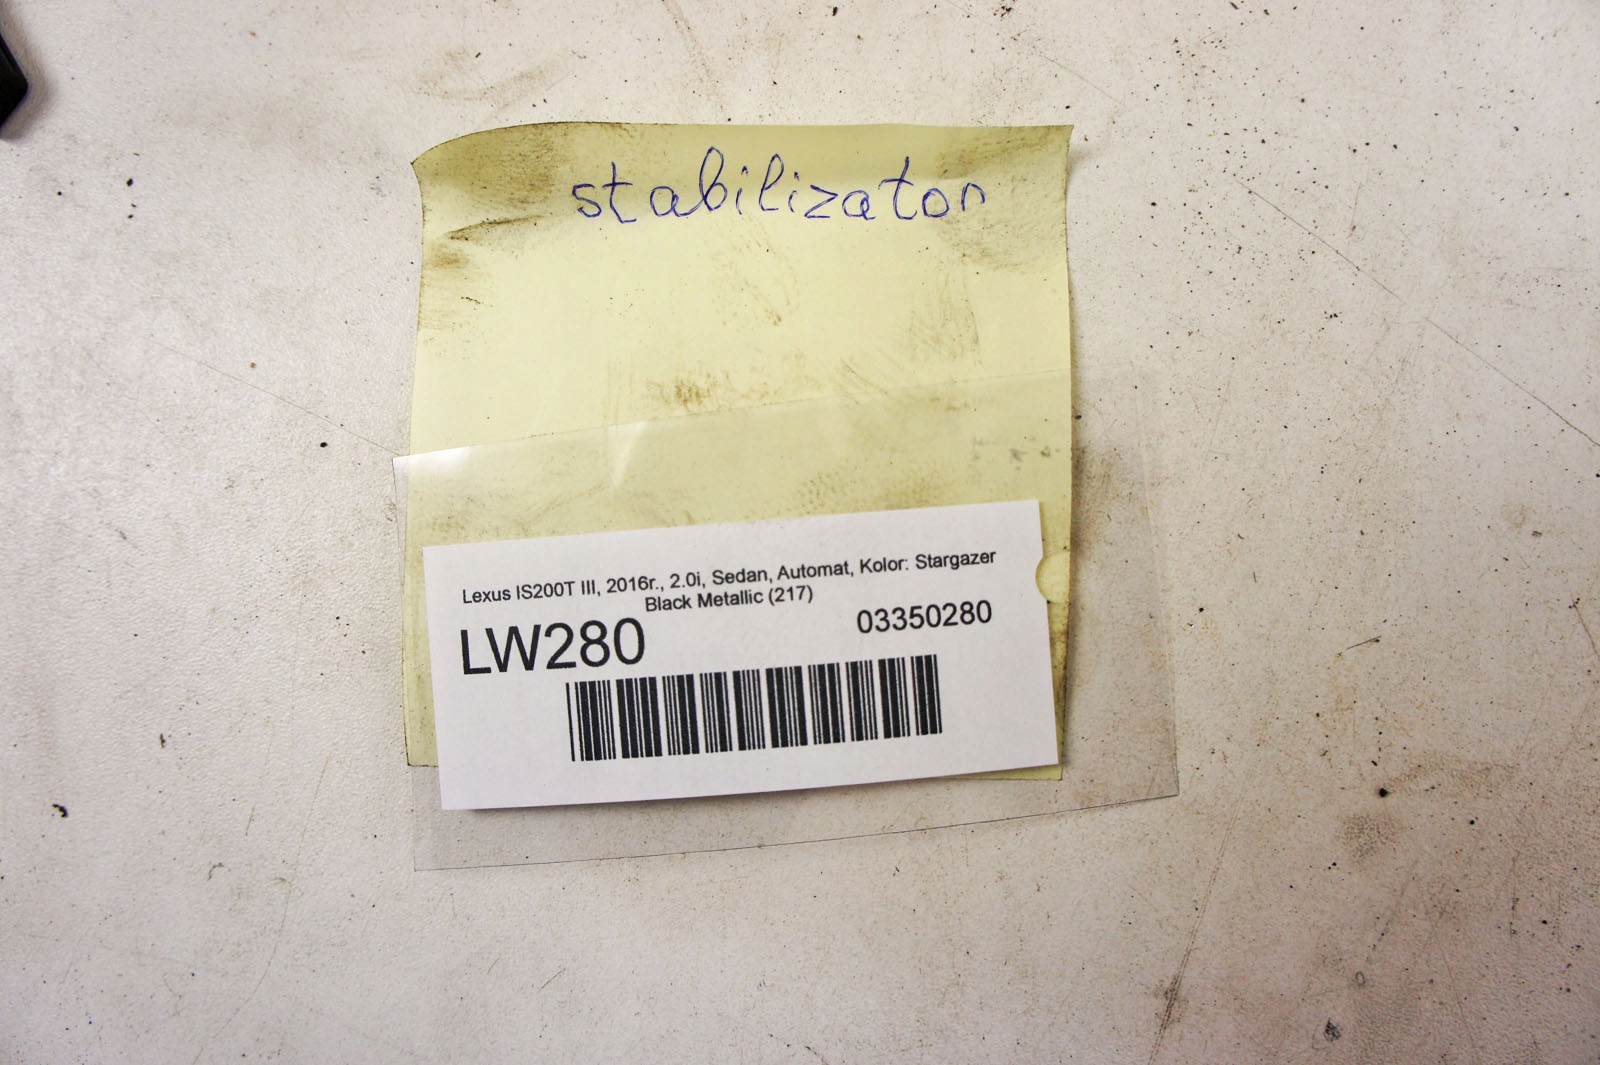 stabilizator
Lexus IS200T III, 2016r., 2.0i, Sedan, Automat, Kolor: Stargazer
Black Metallic (217)
LW280
03350280